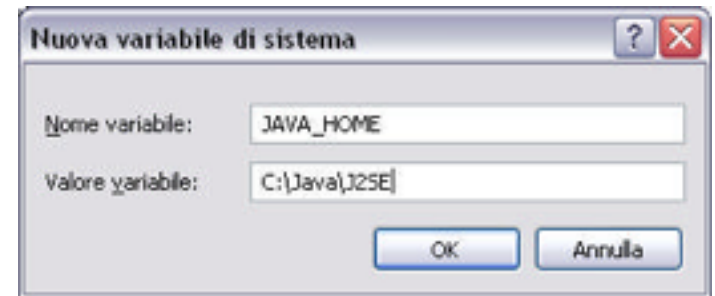 Nuova variabile di sistema
Nome variabile: JAVA_HOME
Valore variabile: C:\Java\J2SE
OK Annulla